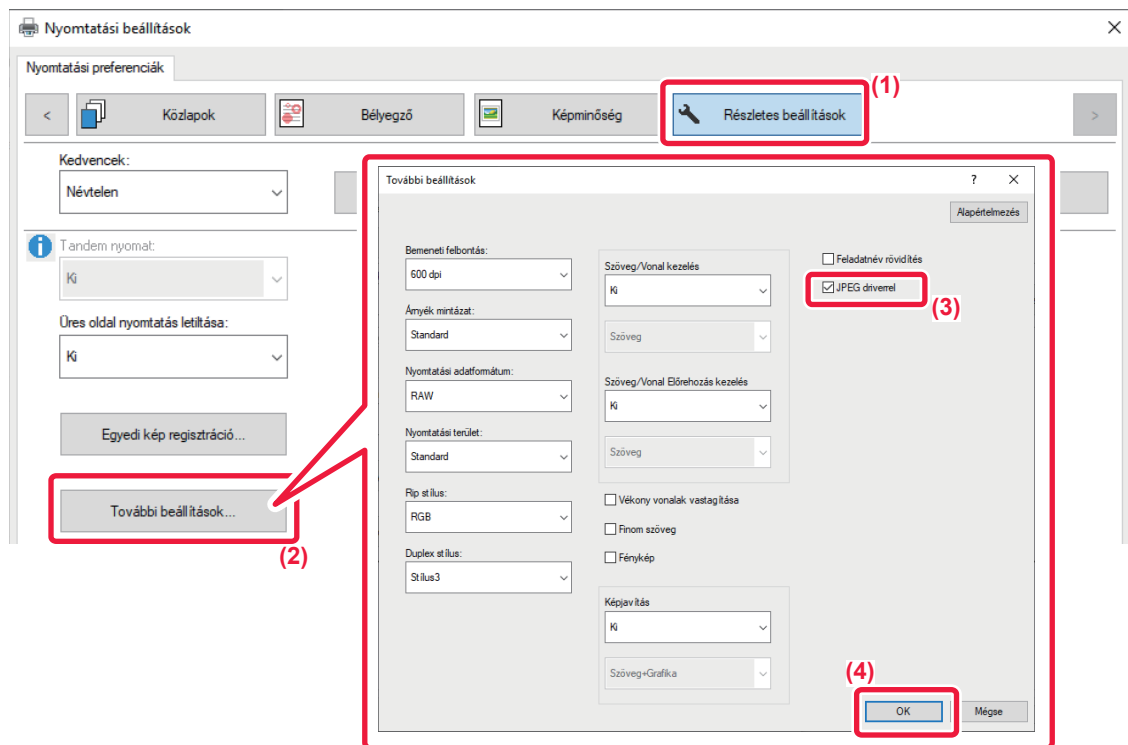 Nyomtatási beállítások
Nyomtatási preferenciák
(1)
<
Közlapok
Bélyegző
Képminőség
Részletes beállítások
>
Kedvencek:
Névtelen
Tandem nyomat:
Ki
Üres oldal nyomtatás letiltása:
Ki
Egyedi kép regisztráció...
További beállítások...
(2)
További beállítások
?
Alapértelmezés
Bemeneti felbontás:
600 dpi
Árnyék mintázat:
Standard
Nyomtatási adatformátum:
RAW
Nyomtatási terület:
Standard
Rip stílus:
RGB
Duplex stílus:
Stílus3
Szöveg/Vonal kezelés
Ki
Szöveg
Szöveg/Vonal Előrehozás kezelés
Ki
Szöveg
Vékony vonalak vastagítása
Finom szöveg
Fénykép
Képjavítás
Ki
Szöveg+Grafika
Feladatnév rövidítés
JPEG driverrel
(3)
(4)
OK
Mégse